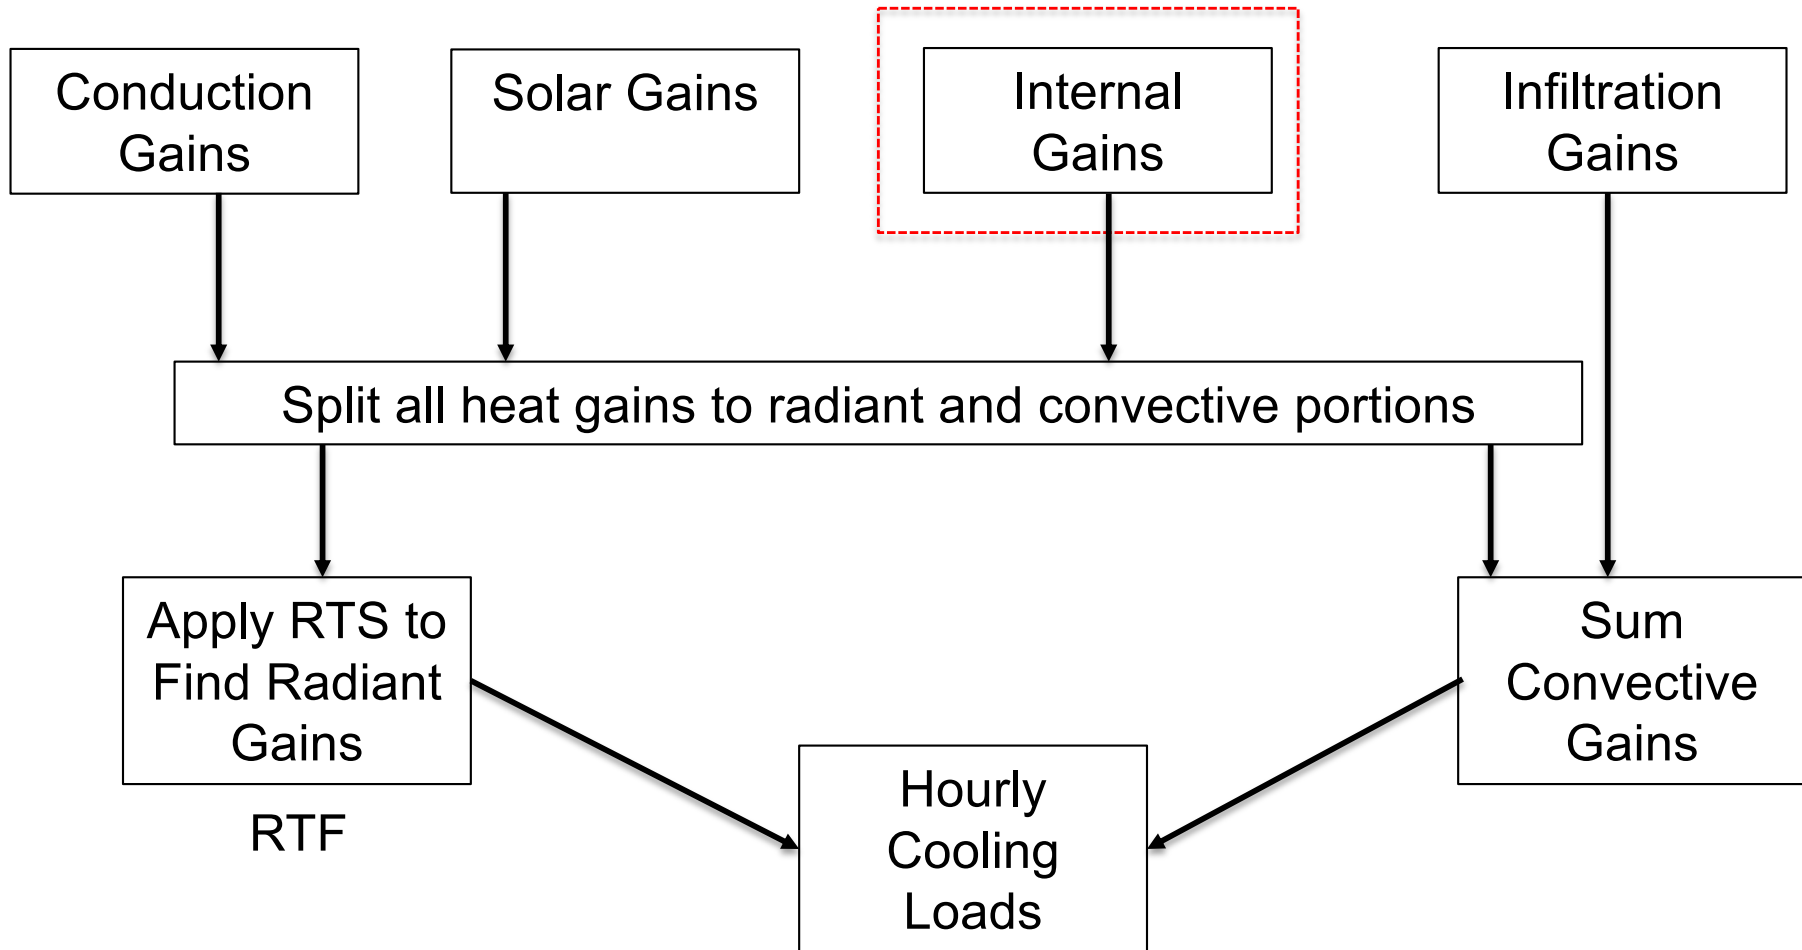 Conduction
Gains
Solar Gains
Internal
Gains
Infiltration
Gains
Split all heat gains to radiant and convective portions
Apply RTS to
Find Radiant
Gains
RTF
Sum
Convective
Gains
Hourly
Cooling
Loads